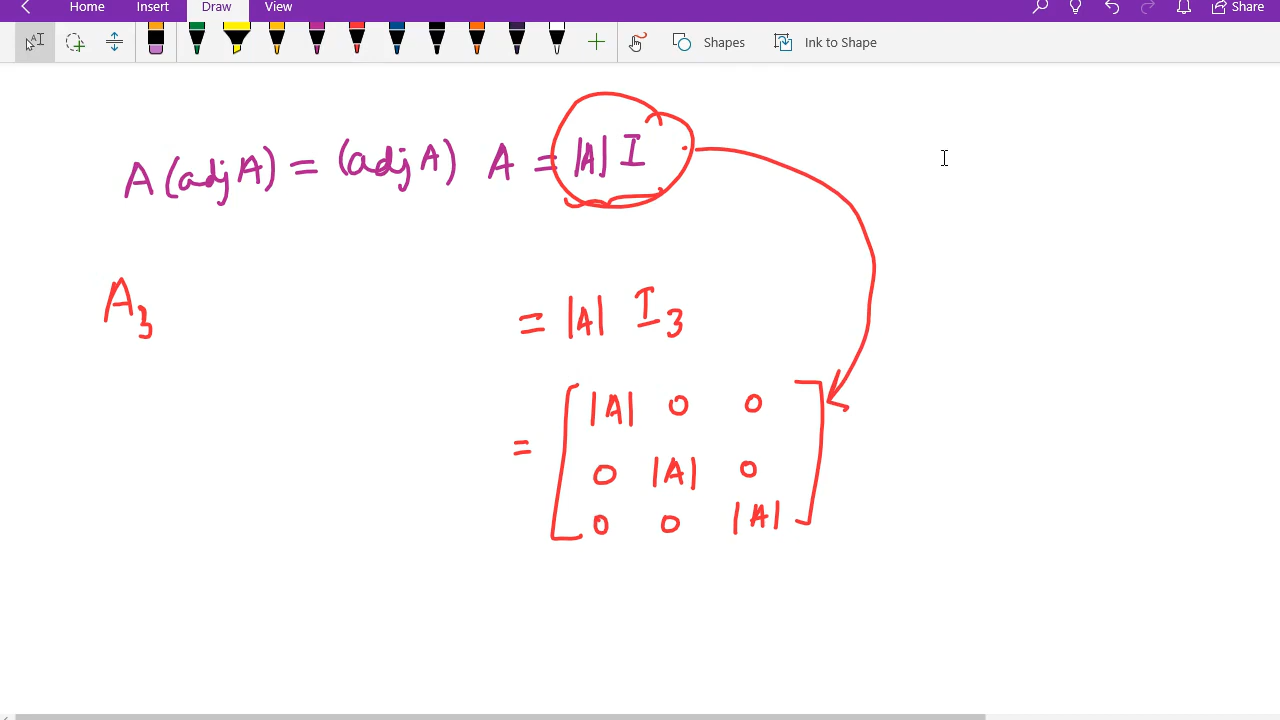 Home Insert Draw View Share
Shapes Ink to Shape
A(adj A) = (adj A) A = |A| I
A₃ = |A| I₃
= [ |A| 0 0
0 |A| 0
0 0 |A| ]